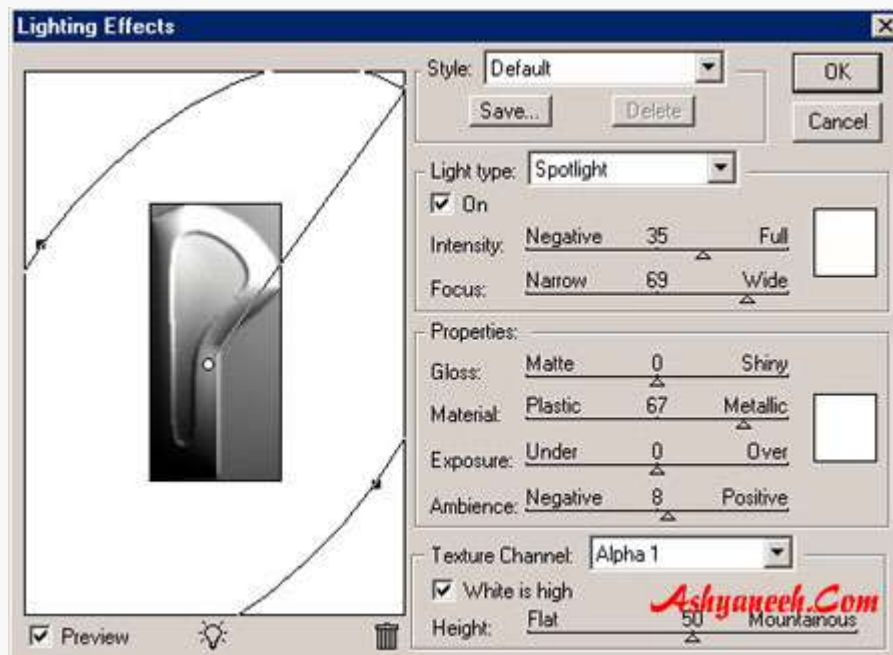 Lighting Effects
Style: Default
OK
Save...
Delete
Cancel
Light type: Spotlight
On
Intensity: Negative 35 Full
Focus: Narrow 69 Wide
Properties:
Gloss: Matte 0 Shiny
Material: Plastic 67 Metallic
Exposure: Under 0 Over
Ambience: Negative 8 Positive
Texture Channel: Alpha 1
White is high
Ashyaneeh.Com
Height: Flat 50 Mountainous
Preview